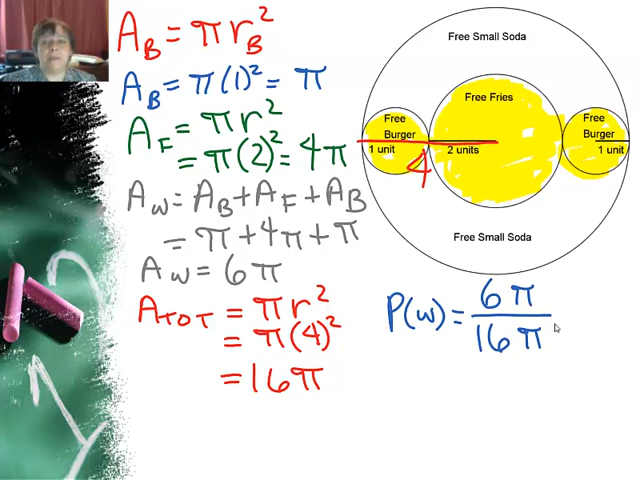 A_B = πr_B²
A_B = π(1)² = π
A_F = πr²
= π(2)² = 4π
A_W = A_B + A_F + A_B
= π + 4π + π
A_W = 6π
A_TOT = πr²
= π(4)²
= 16π
Free Small Soda
Free Fries
Free
Burger
1 unit
4
2 units
Free
Burger
1 unit
Free Small Soda
P(W) = 6π / 16π